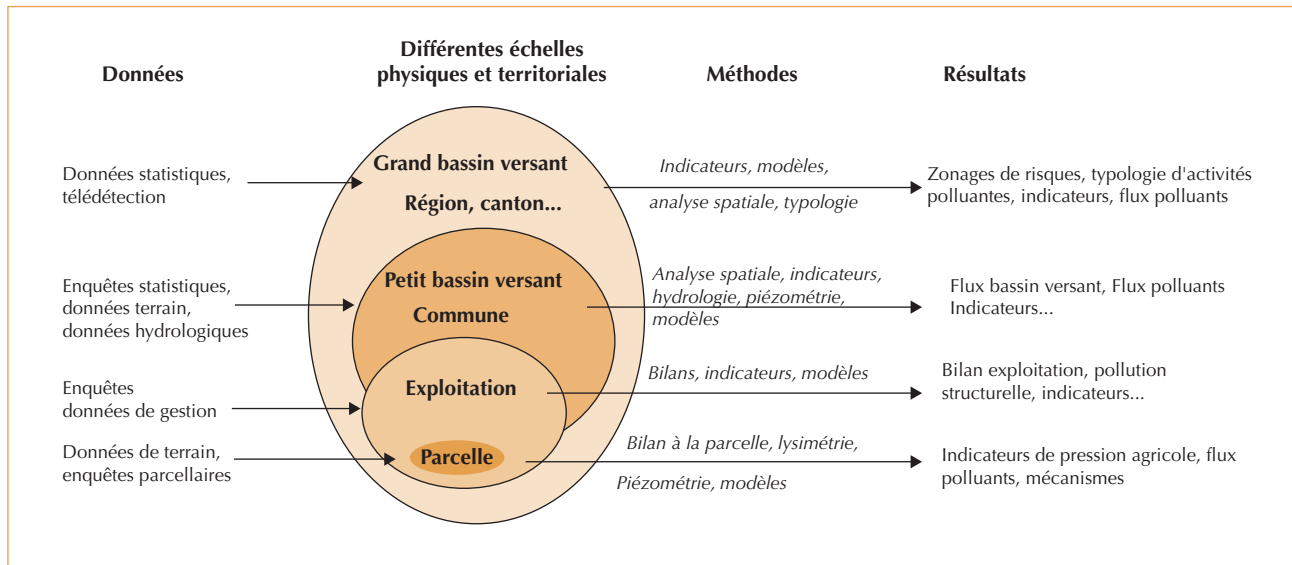 Données
Différentes échelles
physiques et territoriales
Méthodes
Résultats
Données statistiques,
télédétection
Grand bassin versant
Région, canton...
Indicateurs, modèles,
analyse spatiale, typologie
Zonages de risques, typologie d'activités
polluantes, indicateurs, flux polluants
Enquêtes statistiques,
données terrain,
données hydrologiques
Petit bassin versant
Commune
Analyse spatiale, indicateurs,
hydrologie, piézométrie,
modèles
Flux bassin versant, Flux polluants
Indicateurs...
Enquêtes
données de gestion
Exploitation
Bilans, indicateurs, modèles
Bilan exploitation, pollution
structurelle, indicateurs...
Données de terrain,
enquêtes parcellaires
Parcelle
Bilan à la parcelle, lysimétrie,
Piézométrie, modèles
Indicateurs de pression agricole, flux
polluants, mécanismes